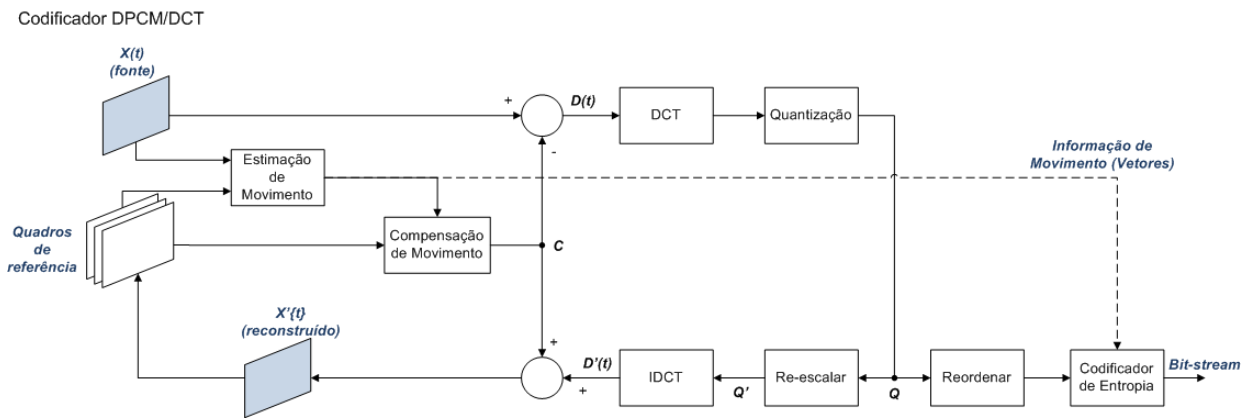 Codificador DPCM/DCT
X(t)
(fonte)
+
D(t)
DCT
Quantização
-
Estimação
de
Movimento
Informação de
Movimento (Vetores)
Quadros
de
referência
Compensação
de Movimento
C
X'{t}
(reconstruído)
+
+
D'(t)
IDCT
Q'
Re-escalar
Q
Reordenar
Codificador
de Entropia
Bit-stream